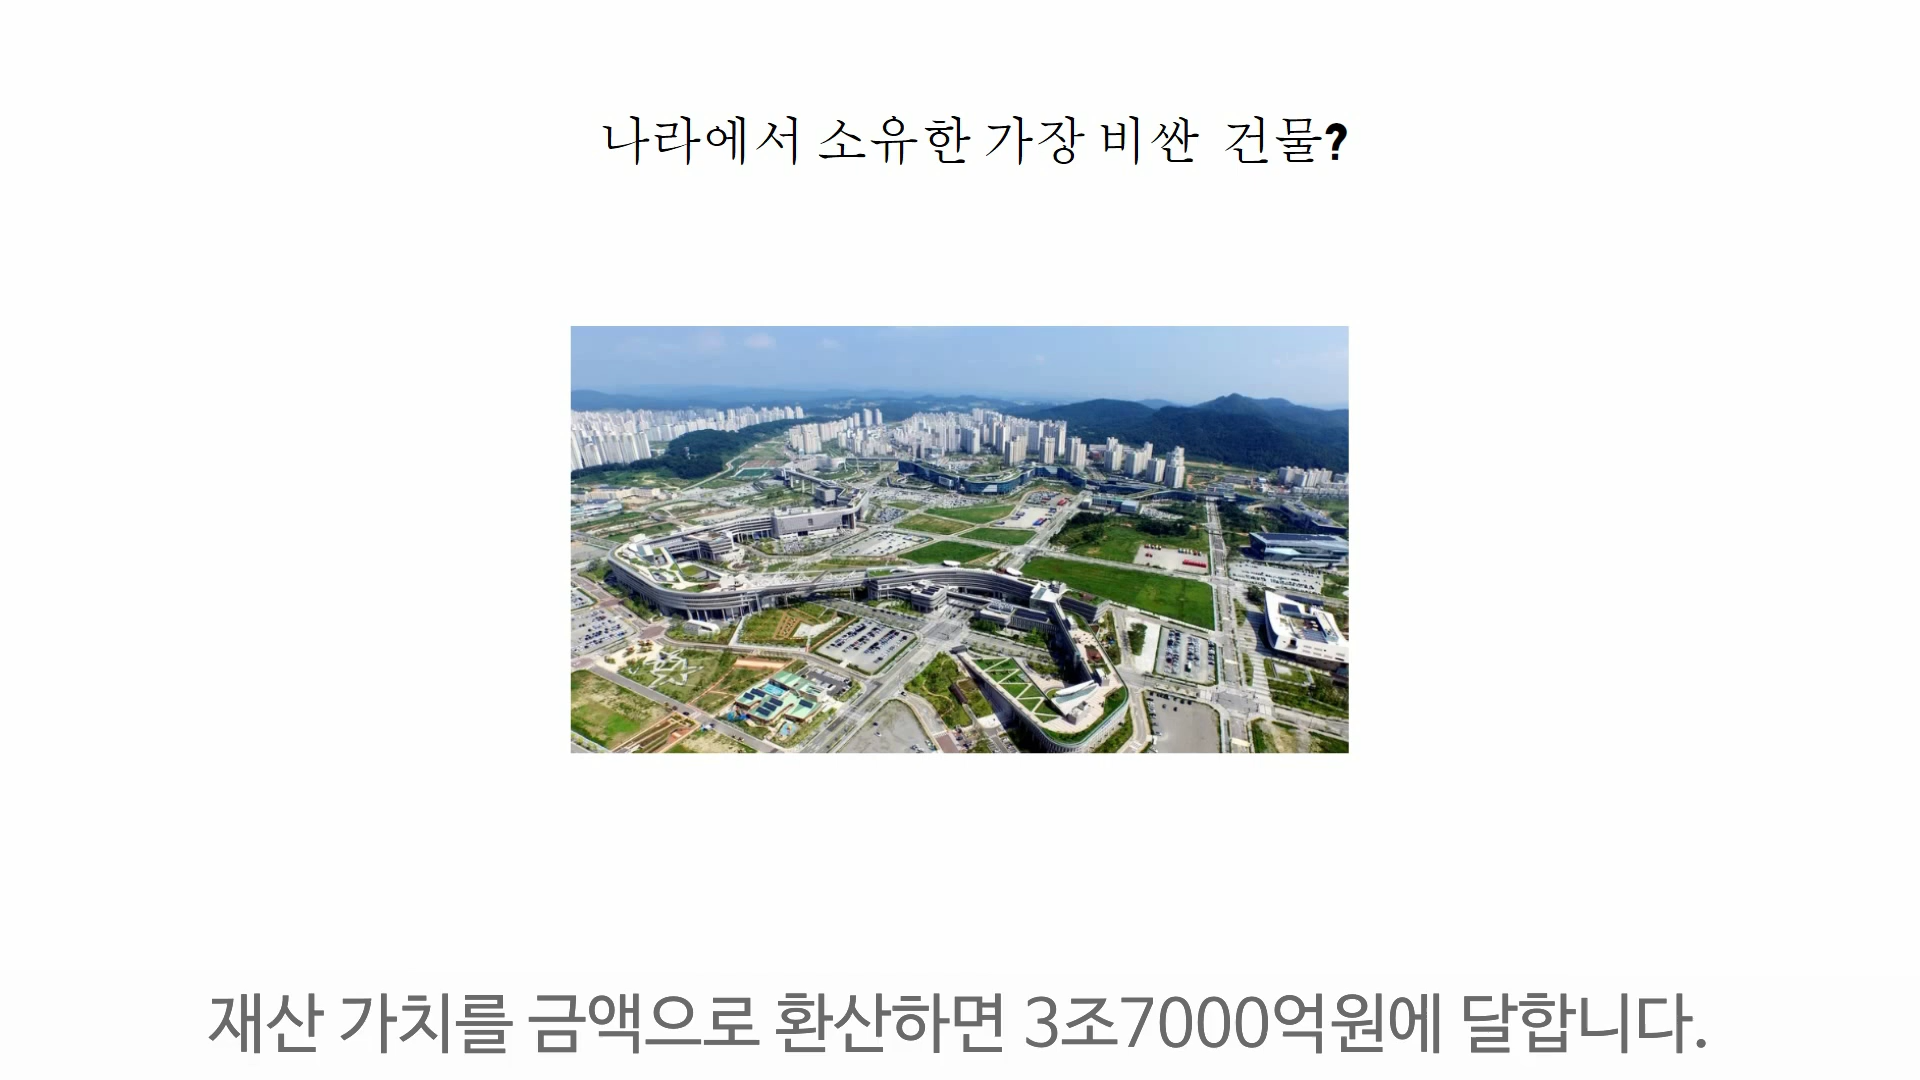 나라에서 소유한 가장 비싼 건물?
재산 가치를 금액으로 환산하면 3조7000억원에 달합니다.